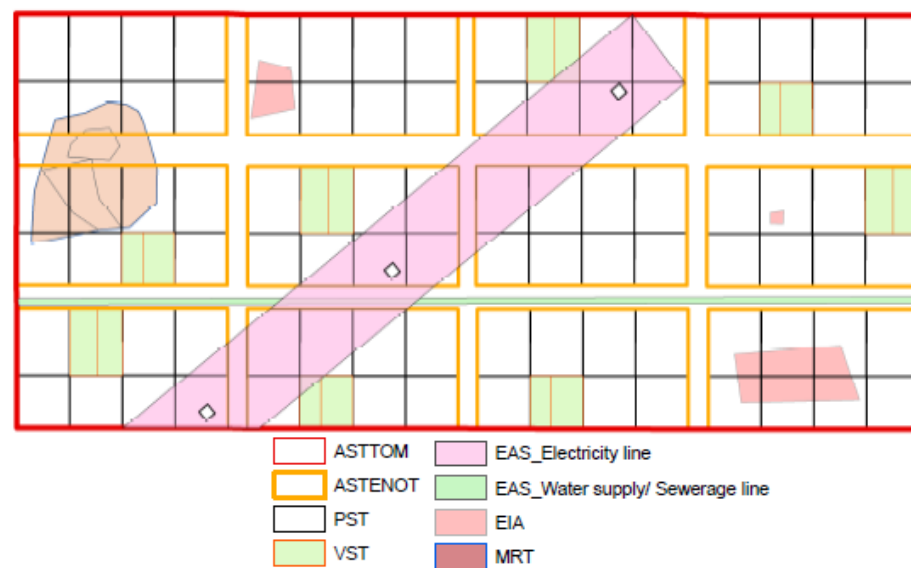 ASTTOM
EAS_Electricity line
ASTENOT
EAS_Water supply/ Sewerage line
PST
EIA
VST
MRT